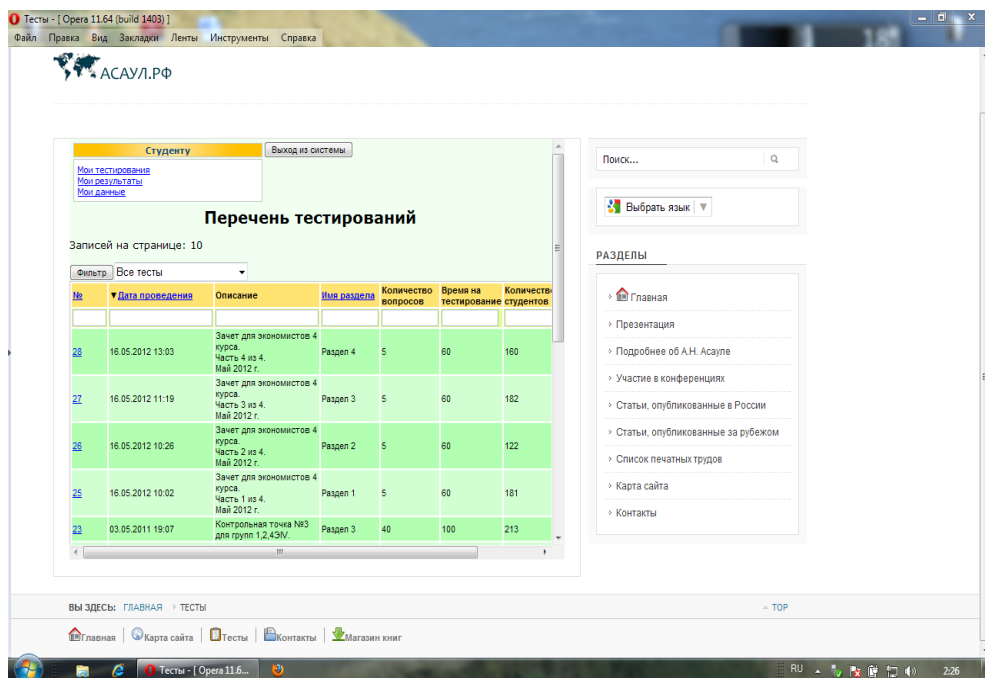 Тесты - [ Opera 11.64 (build 1403) ]
Файл Правка Вид Закладки Ленты Инструменты Справка
18°
АСАУЛ.РФ
Студенту
Выход из системы
Мои тестирования
Мои результаты
Мои данные
Перечень тестирований
Записей на странице: 10
Фильтр Все тесты
№ ▼Дата проведения Описание Имя раздела Количество вопросов Время на тестирование Количество студентов
28 16.05.2012 13:03 Зачет для экономистов 4 курса. Часть 4 из 4. Май 2012 г. Раздел 4 5 60 160
27 16.05.2012 11:19 Зачет для экономистов 4 курса. Часть 3 из 4. Май 2012 г. Раздел 3 5 60 182
26 16.05.2012 10:26 Зачет для экономистов 4 курса. Часть 2 из 4. Май 2012 г. Раздел 2 5 60 122
25 16.05.2012 10:02 Зачет для экономистов 4 курса. Часть 1 из 4. Май 2012 г. Раздел 1 5 60 181
23 03.05.2011 19:07 Контрольная точка №3 для групп 1,2,4ЭIV. Раздел 3 40 100 213
Поиск...
Выбрать язык ▼
РАЗДЕЛЫ
Главная
Презентация
Подробнее об А.Н. Асауле
Участие в конференциях
Статьи, опубликованные в России
Статьи, опубликованные за рубежом
Список печатных трудов
Карта сайта
Контакты
ВЫ ЗДЕСЬ: ГЛАВНАЯ ТЕСТЫ
TOP
Главная Карта сайта Тесты Контакты Магазин книг
Тесты - [ Opera 11.6...
RU
2:26